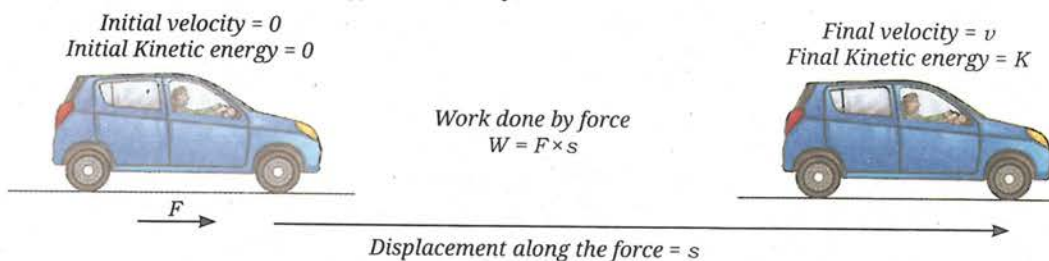 Initial velocity = 0
Initial Kinetic energy = 0
Final velocity = υ
Final Kinetic energy = K
Work done by force
W = F × s
F
Displacement along the force = s